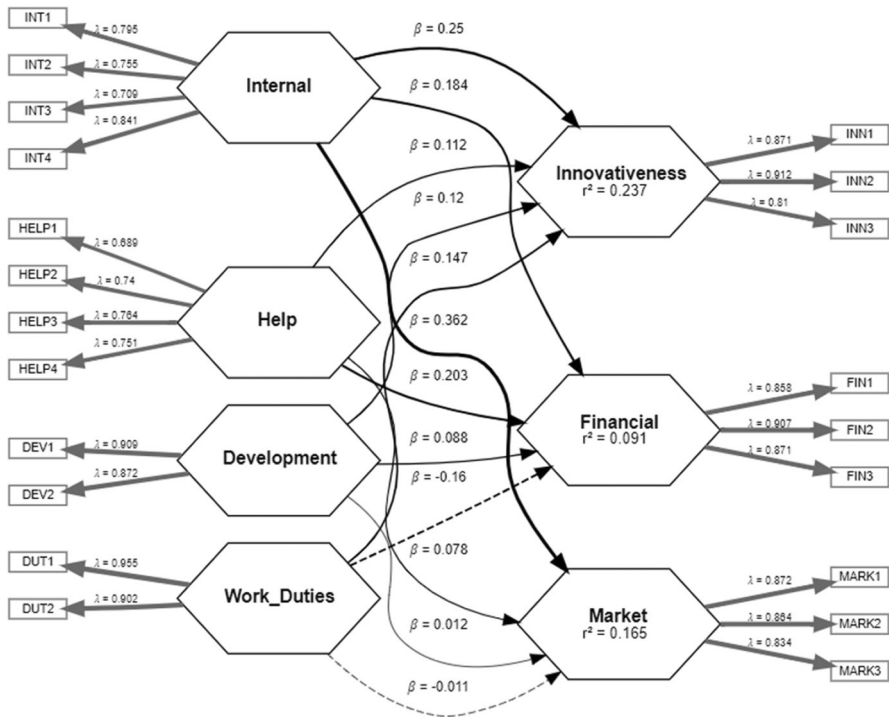 INT1
INT2
INT3
INT4
λ = 0.795
λ = 0.755
λ = 0.709
λ = 0.841
Internal
HELP1
HELP2
HELP3
HELP4
λ = 0.689
λ = 0.74
λ = 0.764
λ = 0.751
Help
DEV1
DEV2
λ = 0.909
λ = 0.872
Development
DUT1
DUT2
λ = 0.955
λ = 0.902
Work_Duties
β = 0.25
β = 0.184
β = 0.112
β = 0.12
β = 0.147
β = 0.362
β = 0.203
β = 0.088
β = -0.16
β = 0.078
β = 0.012
β = -0.011
Innovativeness
r² = 0.237
λ = 0.871
λ = 0.912
λ = 0.81
INN1
INN2
INN3
Financial
r² = 0.091
λ = 0.858
λ = 0.907
λ = 0.871
FIN1
FIN2
FIN3
Market
r² = 0.165
λ = 0.872
λ = 0.864
λ = 0.834
MARK1
MARK2
MARK3